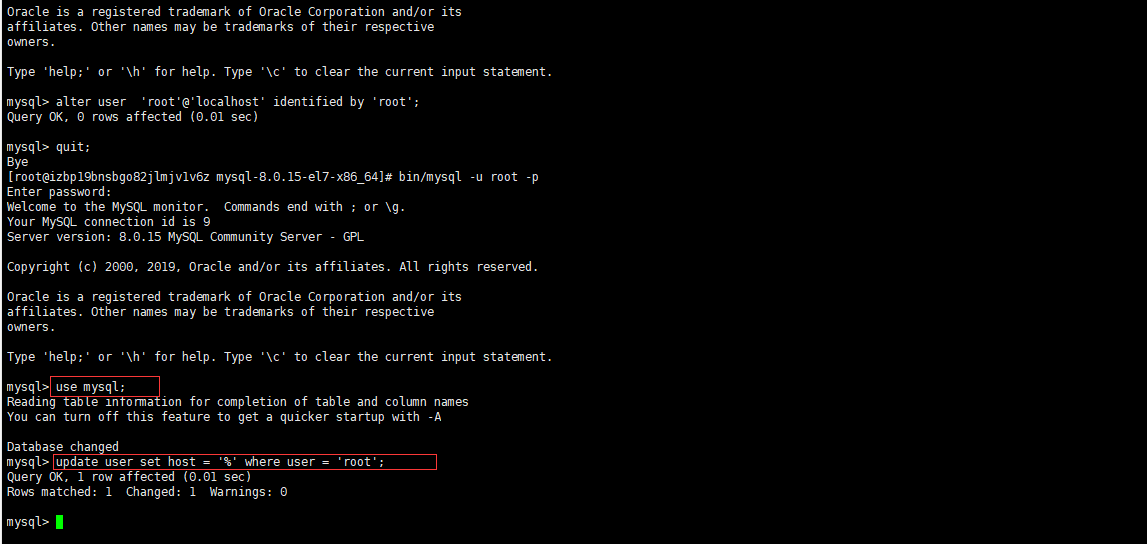 Oracle is a registered trademark of Oracle Corporation and/or its
affiliates. Other names may be trademarks of their respective
owners.
Type 'help;' or '\h' for help. Type '\c' to clear the current input statement.
mysql> alter user  'root'@'localhost' identified by 'root';
Query OK, 0 rows affected (0.01 sec)
mysql> quit;
Bye
[root@izbp19bnsbgo82jlmjv1v6z mysql-8.0.15-el7-x86_64]# bin/mysql -u root -p
Enter password:
Welcome to the MySQL monitor.  Commands end with ; or \g.
Your MySQL connection id is 9
Server version: 8.0.15 MySQL Community Server - GPL
Copyright (c) 2000, 2019, Oracle and/or its affiliates. All rights reserved.
Oracle is a registered trademark of Oracle Corporation and/or its
affiliates. Other names may be trademarks of their respective
owners.
Type 'help;' or '\h' for help. Type '\c' to clear the current input statement.
mysql> use mysql;
Reading table information for completion of table and column names
You can turn off this feature to get a quicker startup with -A
Database changed
mysql> update user set host = '%' where user = 'root';
Query OK, 1 row affected (0.01 sec)
Rows matched: 1  Changed: 1  Warnings: 0
mysql>